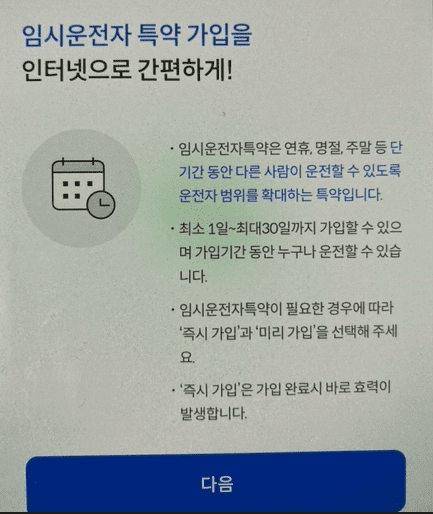 임시운전자 특약 가입을
인터넷으로 간편하게!
· 임시운전자특약은 연휴, 명절, 주말 등 단
기간 동안 다른 사람이 운전할 수 있도록
운전자 범위를 확대하는 특약입니다.
· 최소 1일~최대30일까지 가입할 수 있으
며 가입기간 동안 누구나 운전할 수 있습
니다.
· 임시운전자특약이 필요한 경우에 따라
‘즉시 가입’과 ‘미리 가입’을 선택해 주세
요.
· ‘즉시 가입’은 가입 완료시 바로 효력이
발생합니다.
다음